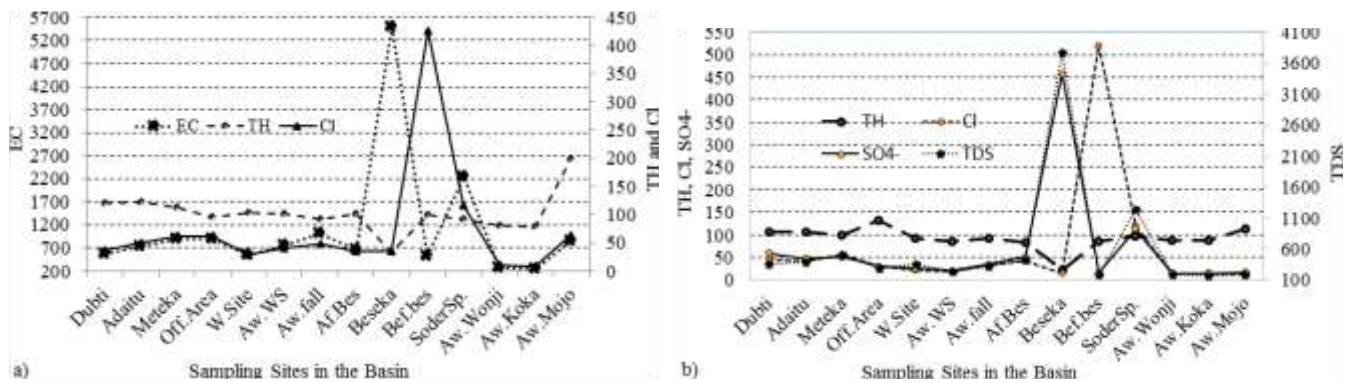 5700
5200
4700
4200
3700
3200
2700
2200
1700
1200
700
200
EC
450
400
350
300
250
200
150
100
50
0
TH and Cl
EC TH Cl
Dubti
Adaitu
Meteka
Off.Area
W.Site
Aw.WS
Aw.fall
Af.Bes
Beseka
Bef.bes
SoderSp.
Aw.Wonji
Aw.Koka
Aw.Mojo
a) Sampling Sites in the Basin
550
500
450
400
350
300
250
200
150
100
50
0
TH, Cl, SO4-
4100
3600
3100
2600
2100
1600
1100
600
100
TDS
TH Cl
SO4- TDS
Dubti
Adaitu
Meteka
Off.Area
W.Site
Aw.WS
Aw.fall
Af.Bes
Beseka
Bef.bes
SoderSp.
Aw.Wonji
Aw.Koka
Aw.Mojo
b) Sampling Sites in the Basin